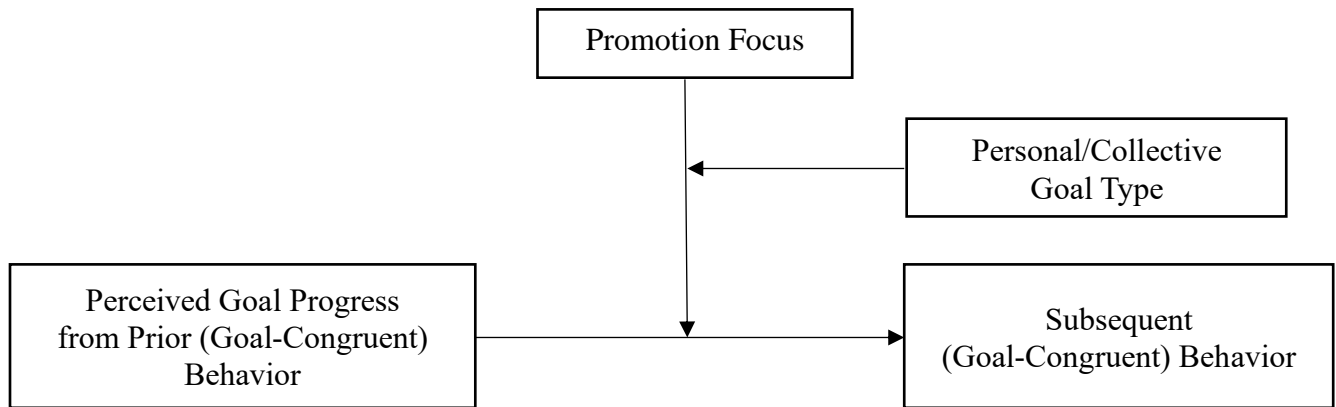 Promotion Focus
Personal/Collective
Goal Type
Perceived Goal Progress
from Prior (Goal-Congruent)
Behavior
Subsequent
(Goal-Congruent) Behavior